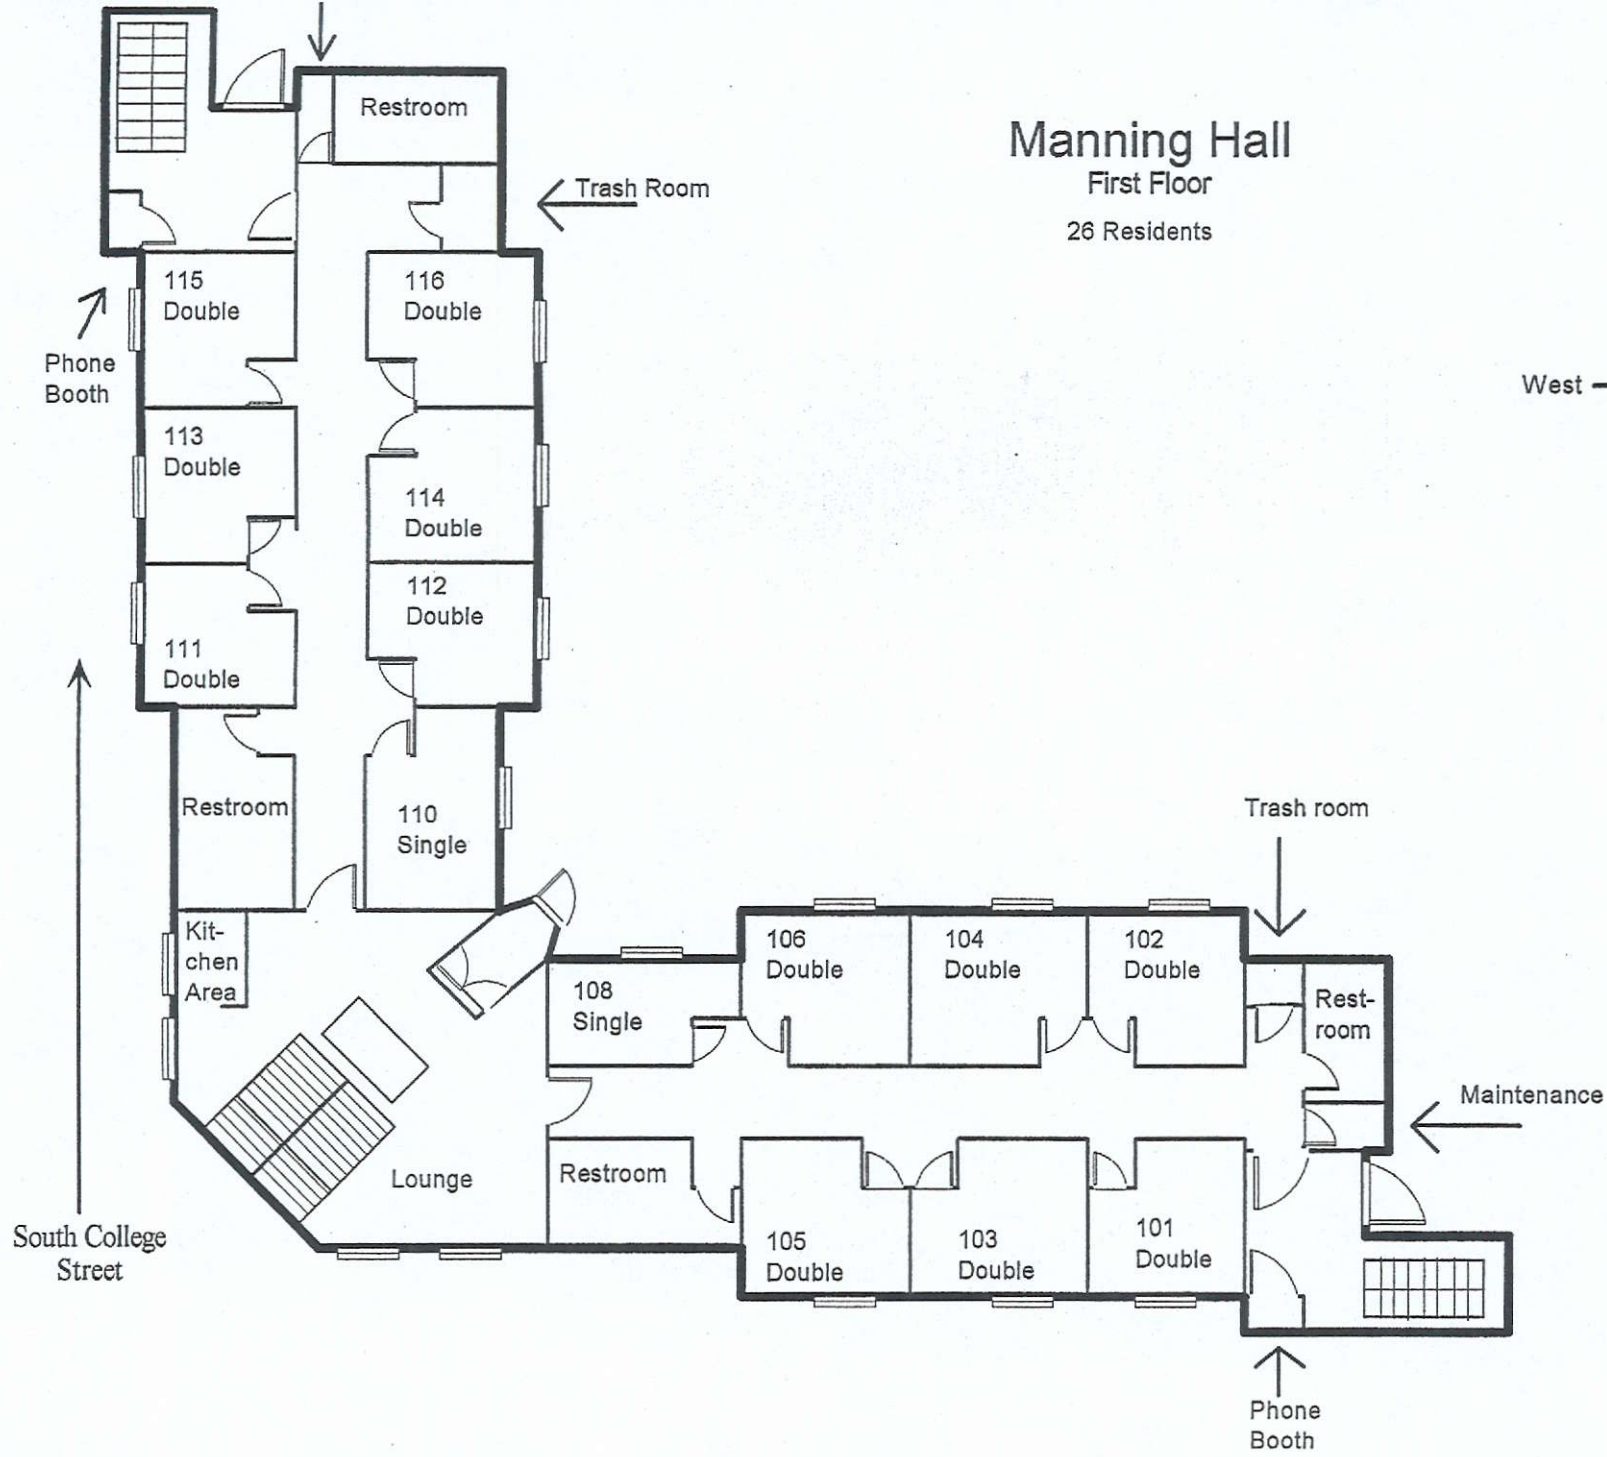 Manning Hall
First Floor
26 Residents
Restroom
Trash Room
115
Double
116
Double
Phone
Booth
West
113
Double
114
Double
112
Double
111
Double
Restroom
110
Single
Trash room
Kit-
chen
Area
108
Single
106
Double
104
Double
102
Double
Rest-
room
Maintenance
Lounge
Restroom
South College
Street
105
Double
103
Double
101
Double
Phone
Booth